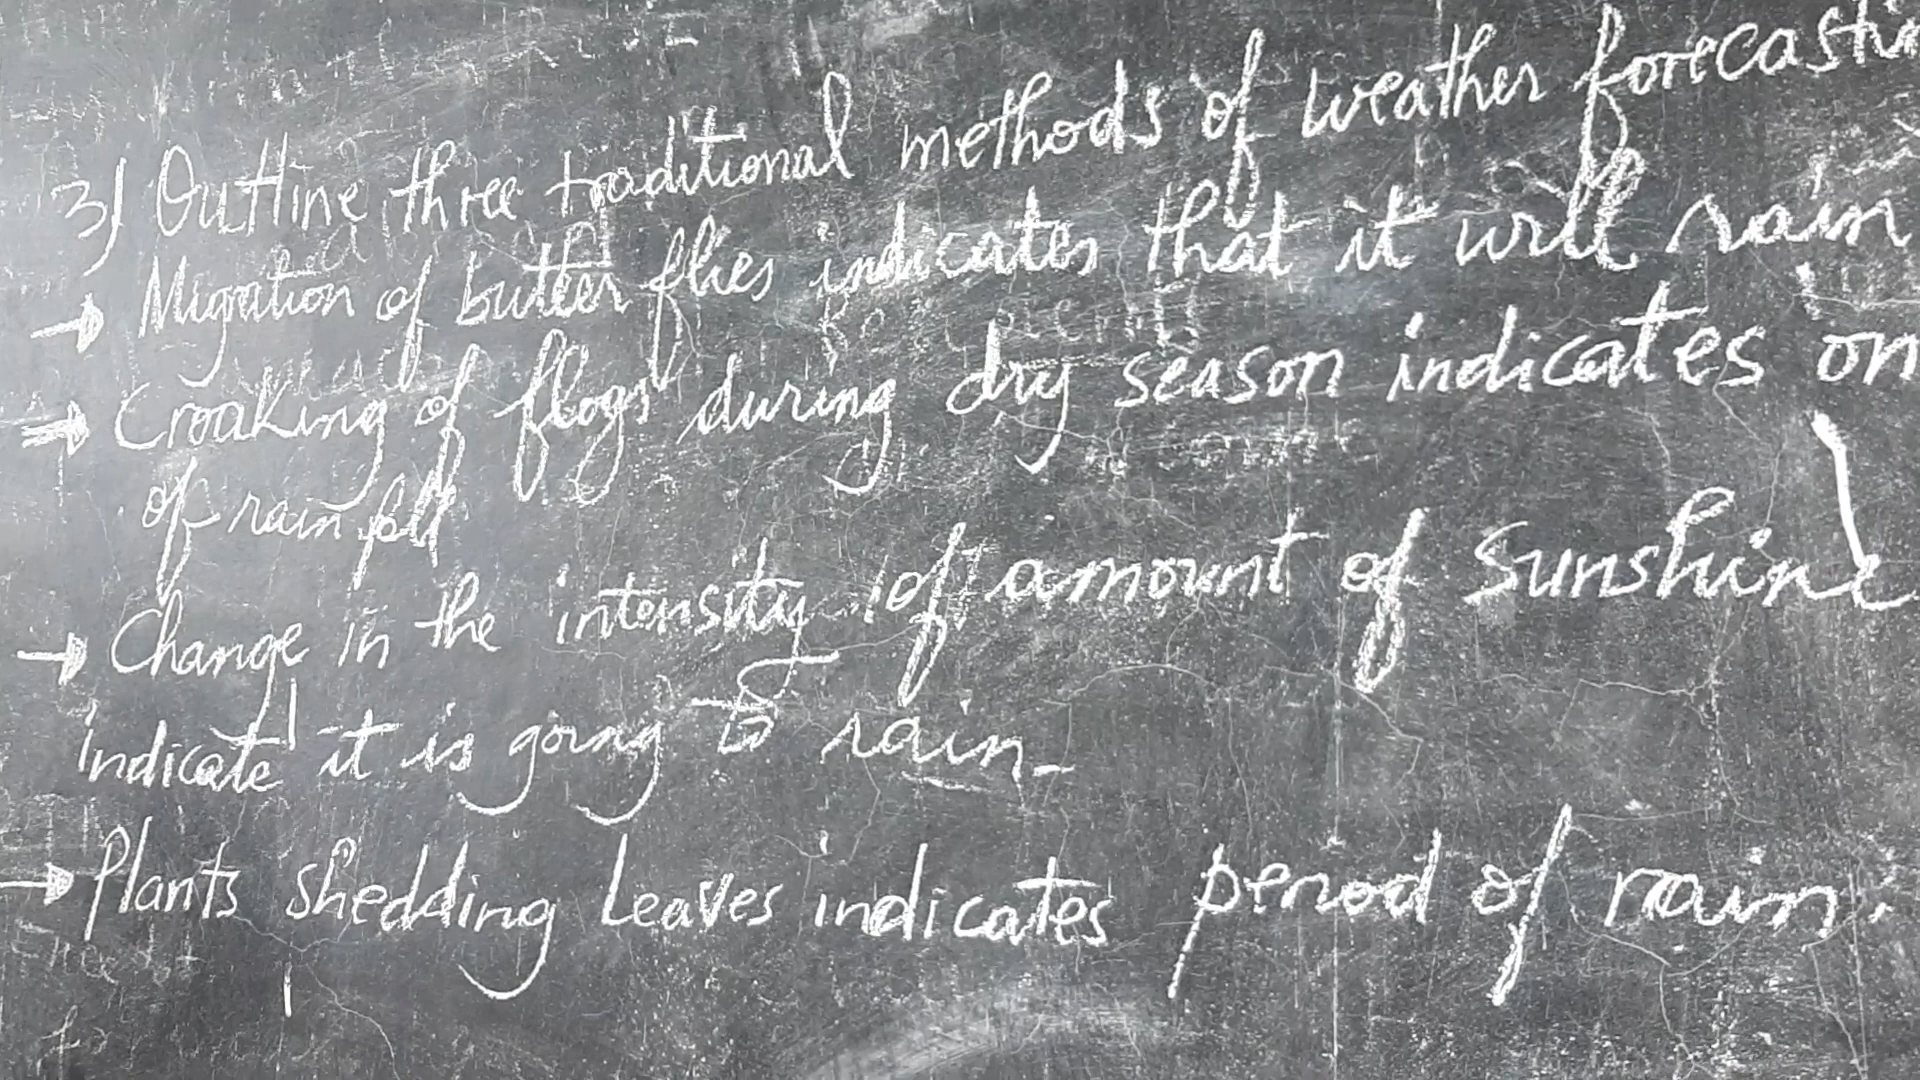 3) Outline three traditional methods of weather forecasti
→ Migration of butter flies indicates that it will rain
⇒ Croaking of flogs during dry season indicates on
of rain fall
→ Change in the intensity of amount of Sunshine
indicate it is going to rain.
→ Plants shedding Leaves indicates period of rain.